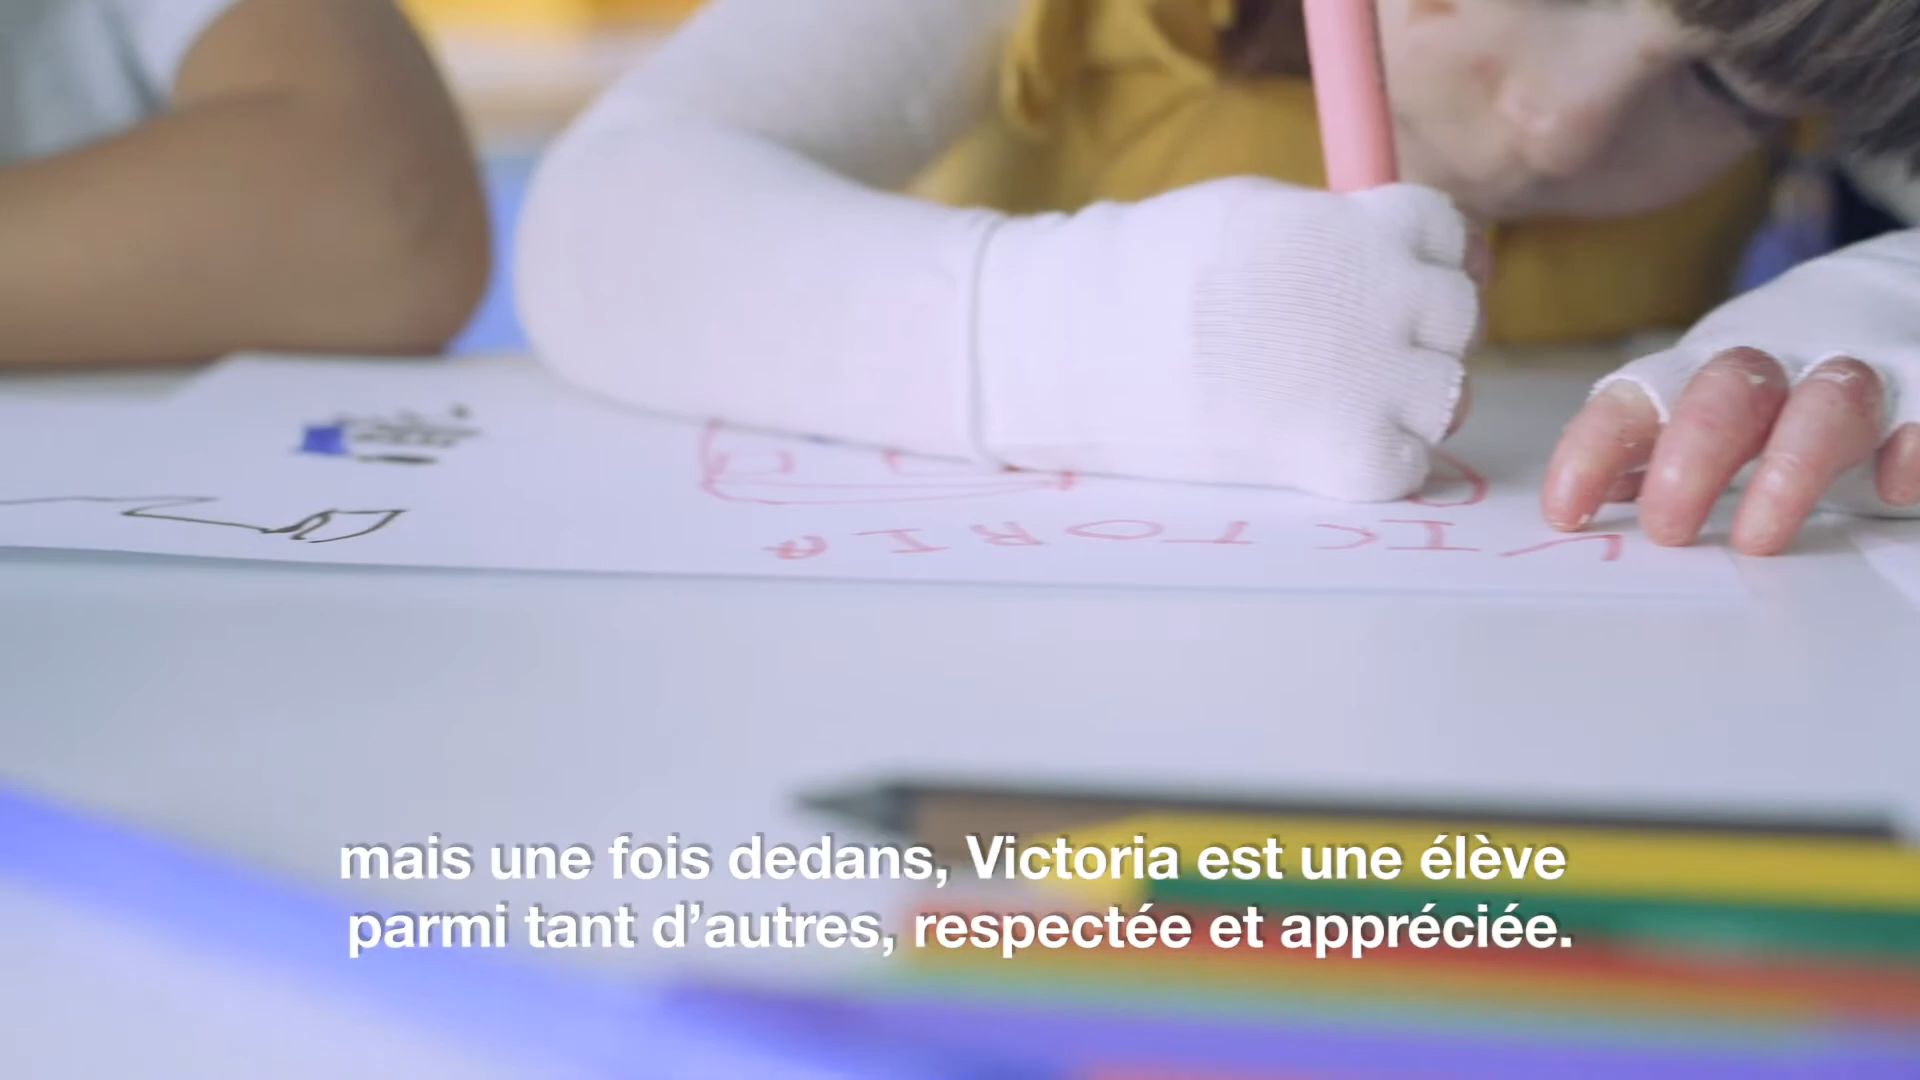 VICTORIA
mais une fois dedans, Victoria est une élève
parmi tant d'autres, respectée et appréciée.